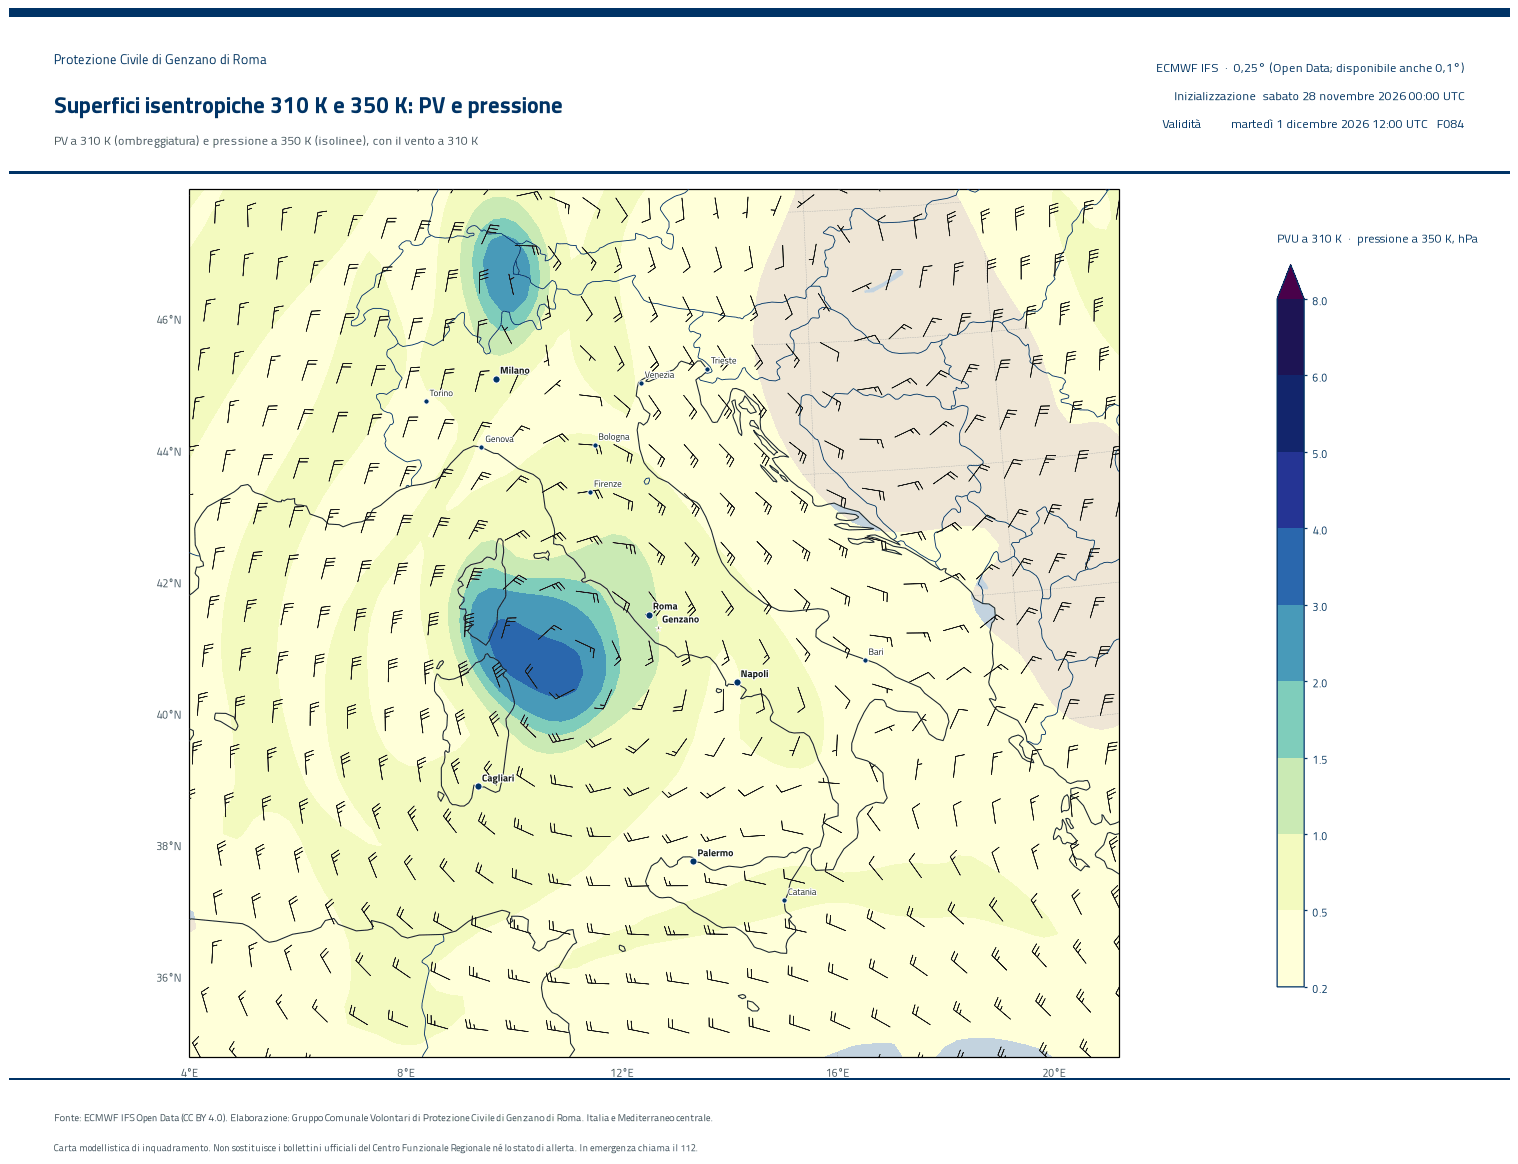 Protezione Civile di Genzano di Roma
Superfici isentropiche 310 K e 350 K: PV e pressione
PV a 310 K (ombreggiatura) e pressione a 350 K (isolinee), con il vento a 310 K
ECMWF IFS · 0,25° (Open Data; disponibile anche 0,1°)
Inizializzazione sabato 28 novembre 2026 00:00 UTC
Validità martedì 1 dicembre 2026 12:00 UTC F084
PVU a 310 K · pressione a 350 K, hPa
8.0
6.0
5.0
4.0
3.0
2.0
1.5
1.0
0.5
0.2
46°N
44°N
42°N
40°N
38°N
36°N
4°E
8°E
12°E
16°E
20°E
Trieste
Venezia
Milano
Torino
Genova
Bologna
Firenze
Roma
Genzano
Bari
Napoli
Cagliari
Palermo
Catania
Fonte: ECMWF IFS Open Data (CC BY 4.0). Elaborazione: Gruppo Comunale Volontari di Protezione Civile di Genzano di Roma. Italia e Mediterraneo centrale.
Carta modellistica di inquadramento. Non sostituisce i bollettini ufficiali del Centro Funzionale Regionale né lo stato di allerta. In emergenza chiama il 112.